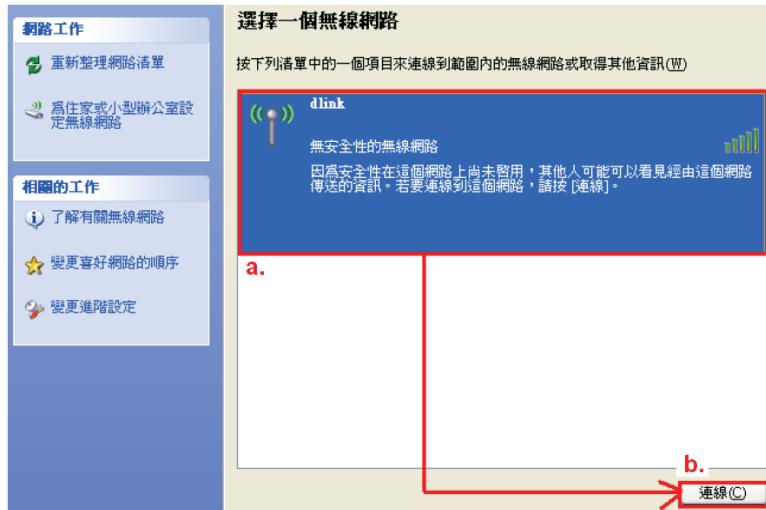 網路工作
重新整理網路清單
為住家或小型辦公室設
定無線網路
相關的工作
了解有關無線網路
變更喜好網路的順序
變更進階設定
選擇一個無線網路
按下列清單中的一個項目來連線到範圍內的無線網路或取得其他資訊(W)
dlink
無安全性的無線網路
因為安全性在這個網路上尚未啓用，其他人可能可以看見經由這個網路
傳送的資訊。若要連線到這個網路，請按 [連線]。
a.
b.
連線(C)